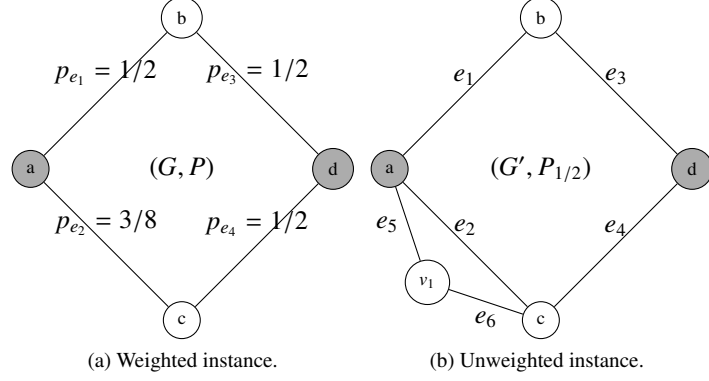 b
b
p_{e_1} = 1/2
p_{e_3} = 1/2
e_1
e_3
a
(G, P)
d
a
(G′, P_{1/2})
d
p_{e_2} = 3/8
p_{e_4} = 1/2
e_5
e_2
e_4
v_1
e_6
c
c
(a) Weighted instance.
(b) Unweighted instance.